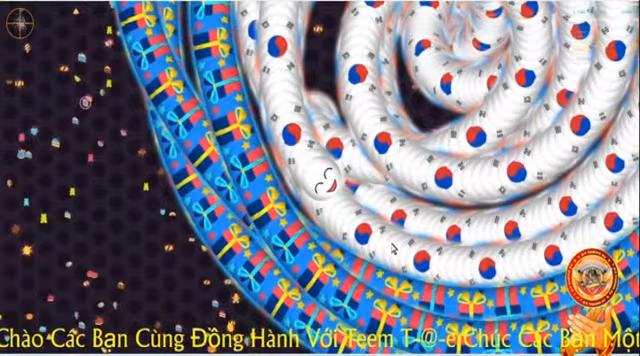 Chào Các Bạn Cùng Đồng Hành Với Teem T-@-e Chúc Các Bạn Một